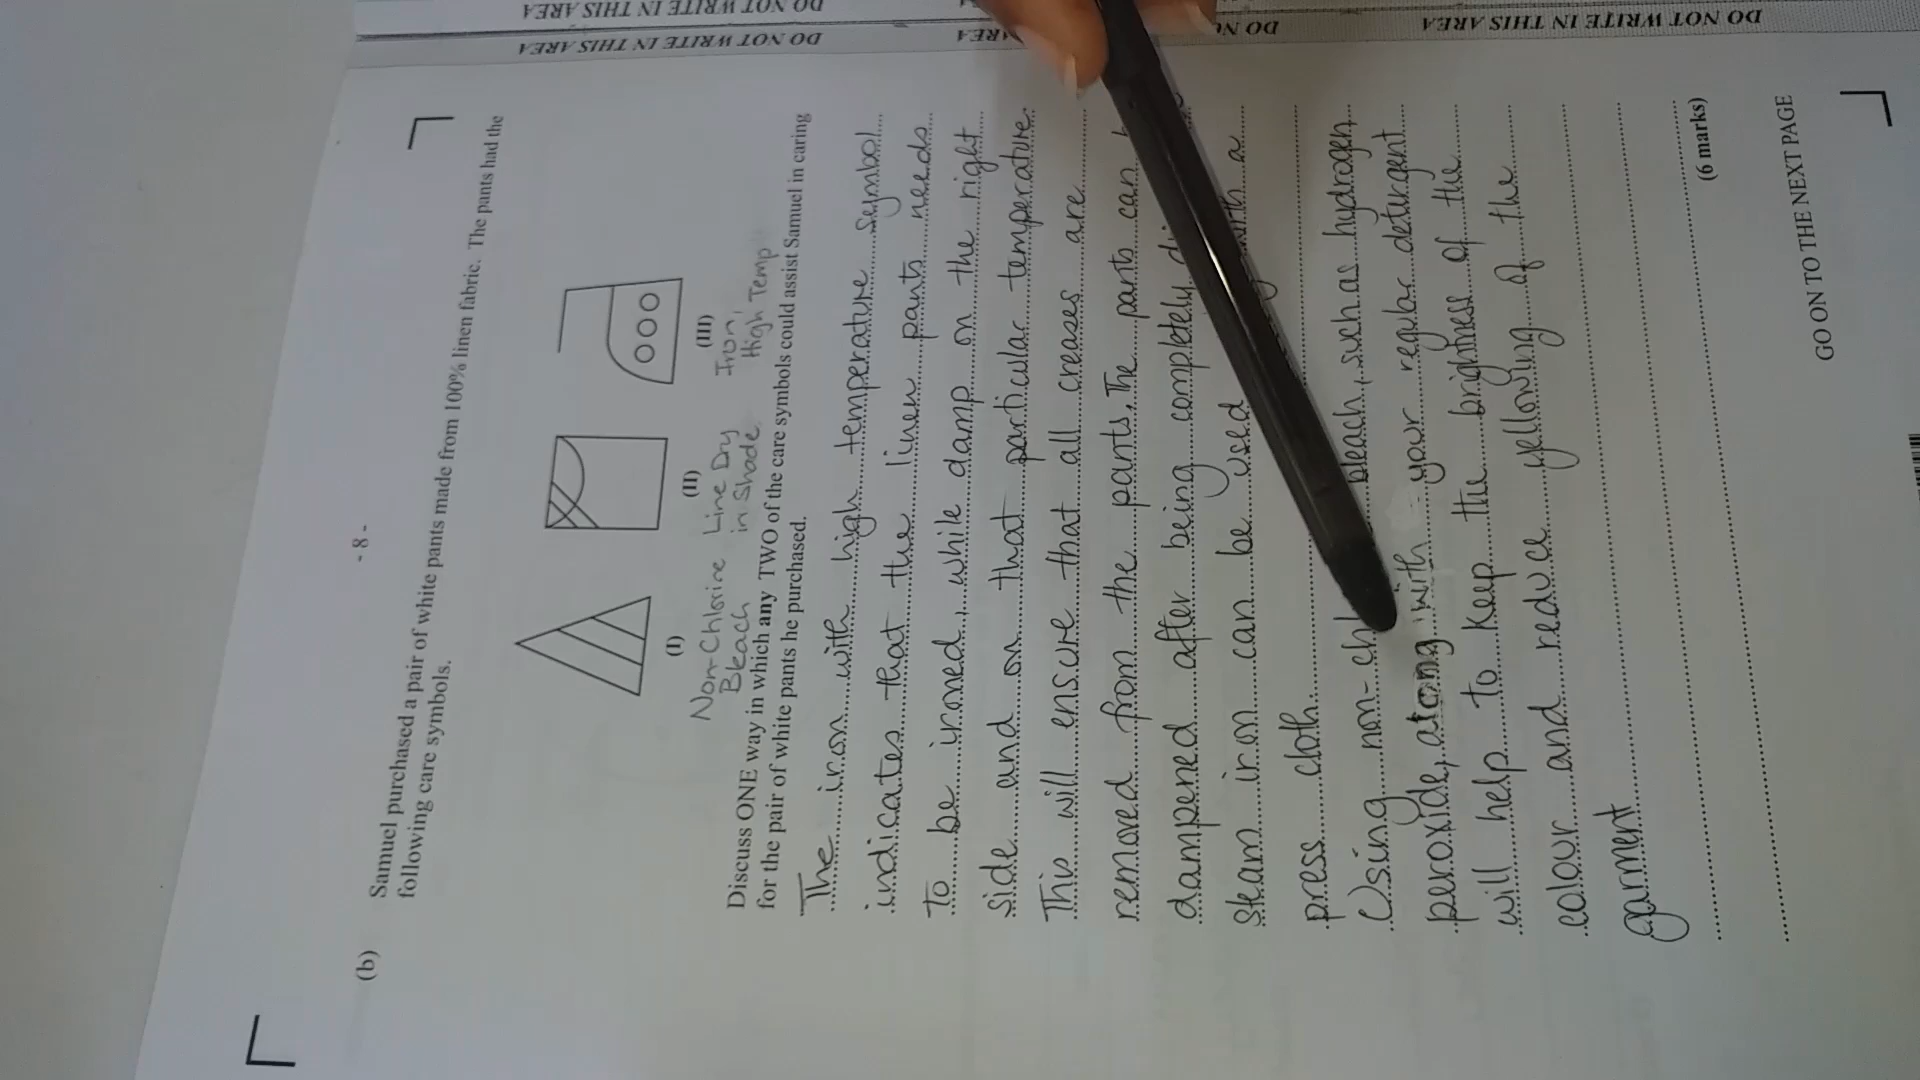 DO NOT WRITE IN THIS AREA
DO NOT WRITE IN THIS AREA
AREA
DO NO
DO NOT WRITE IN THIS AREA
- 8 -
(b) Samuel purchased a pair of white pants made from 100% linen fabric. The pants had the
following care symbols.
(I) (II) (III)
Non-Chlorine Bleach
Line Dry in Shade
Iron, High Temp
Discuss ONE way in which any TWO of the care symbols could assist Samuel in caring
for the pair of white pants he purchased.
The iron with high temperature symbol
indicates that the linen pants needs
to be ironed, while damp on the right
side and on that particular temperature.
This will ensure that all creases are
removed from the pants. The pants can
dampened after being completely
steam iron can be used with a
press cloth.
Using non- bleach, such as hydrogen
peroxide, along with your regular detergent
will help to keep the brightness of the
colour and reduce yellowing of the
garment
(6 marks)
GO ON TO THE NEXT PAGE